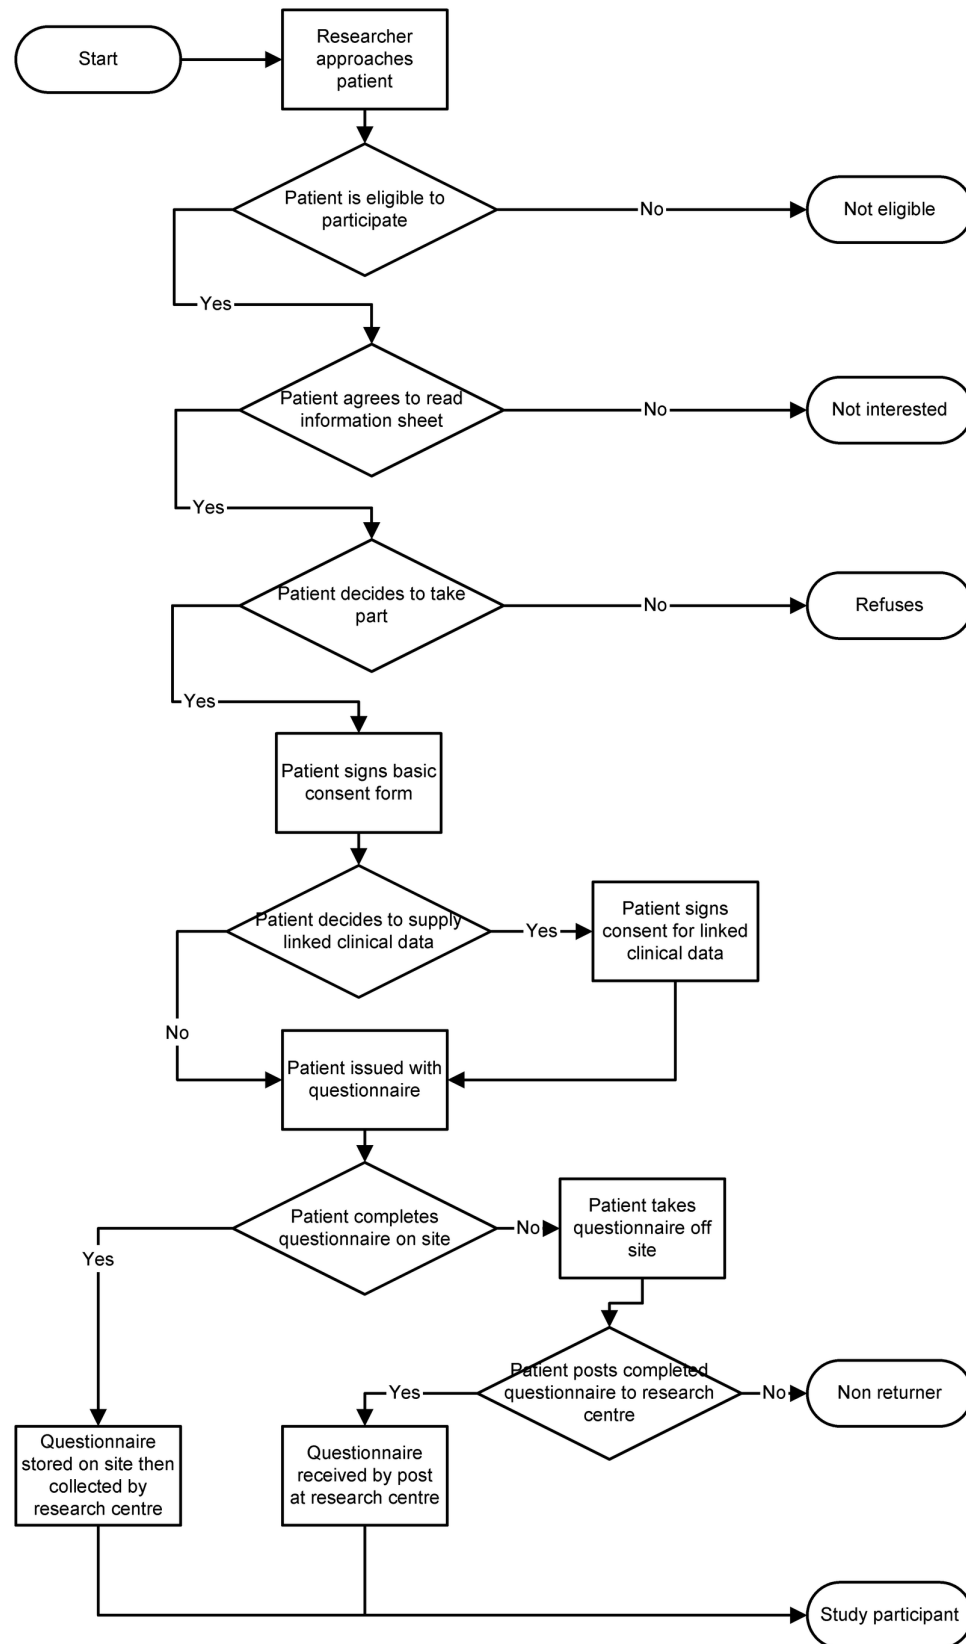 Start
Researcher
approaches
patient
Patient is eligible to
participate
No
Not eligible
Yes
Patient agrees to read
information sheet
No
Not interested
Yes
Patient decides to take
part
No
Refuses
Yes
Patient signs basic
consent form
Patient decides to supply
linked clinical data
Yes
Patient signs
consent for linked
clinical data
No
Patient issued with
questionnaire
Patient completes
questionnaire on site
No
Patient takes
questionnaire off
site
Yes
Patient posts completed
questionnaire to research
centre
Yes
No
Non returner
Questionnaire
stored on site then
collected by
research centre
Questionnaire
received by post
at research centre
Study participant